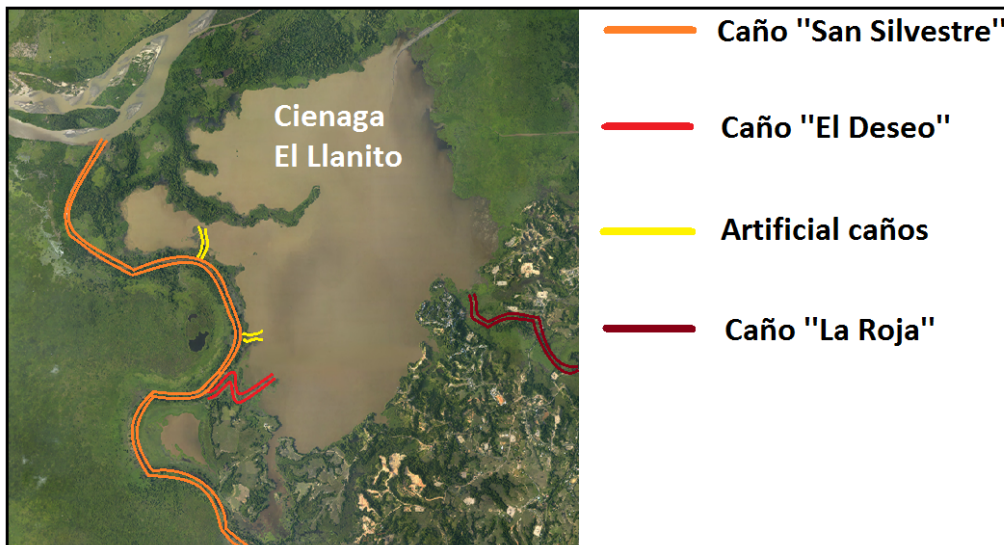 Cienaga
El Llanito
Caño "San Silvestre"
Caño "El Deseo"
Artificial caños
Caño "La Roja"